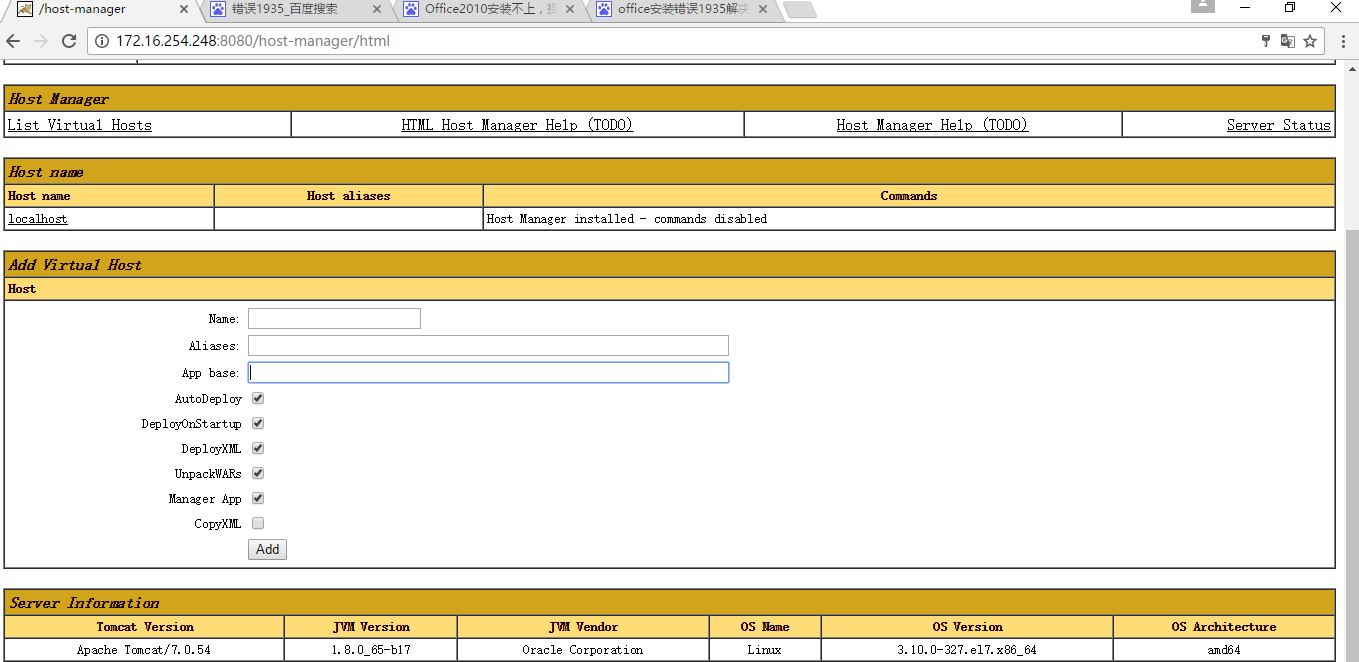 /host-manager 错误1935_百度搜索 Office2010安装不上，提 office安装错误1935解决
172.16.254.248:8080/host-manager/html
Host Manager
List Virtual Hosts HTML Host Manager Help (TODO) Host Manager Help (TODO) Server Status
Host name
Host name Host aliases Commands
localhost Host Manager installed - commands disabled
Add Virtual Host
Host
Name:
Aliases:
App base:
AutoDeploy
DeployOnStartup
DeployXML
UnpackWARs
Manager App
CopyXML
Add
Server Information
Tomcat Version JVM Version JVM Vendor OS Name OS Version OS Architecture
Apache Tomcat/7.0.54 1.8.0_65-b17 Oracle Corporation Linux 3.10.0-327.el7.x86_64 amd64